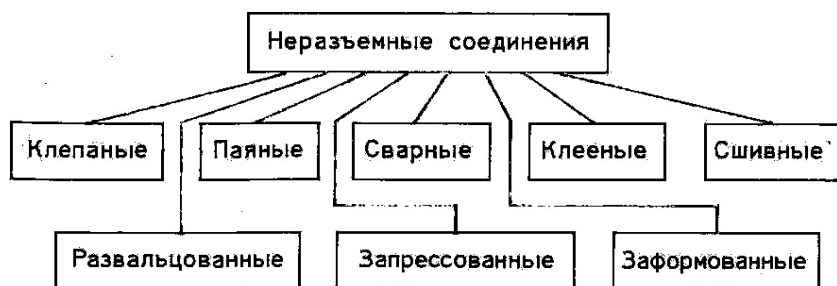 Неразъемные соединения
Клепаные
Паяные
Сварные
Клееные
Сшивные
Развальцованные
Запрессованные
Заформованные